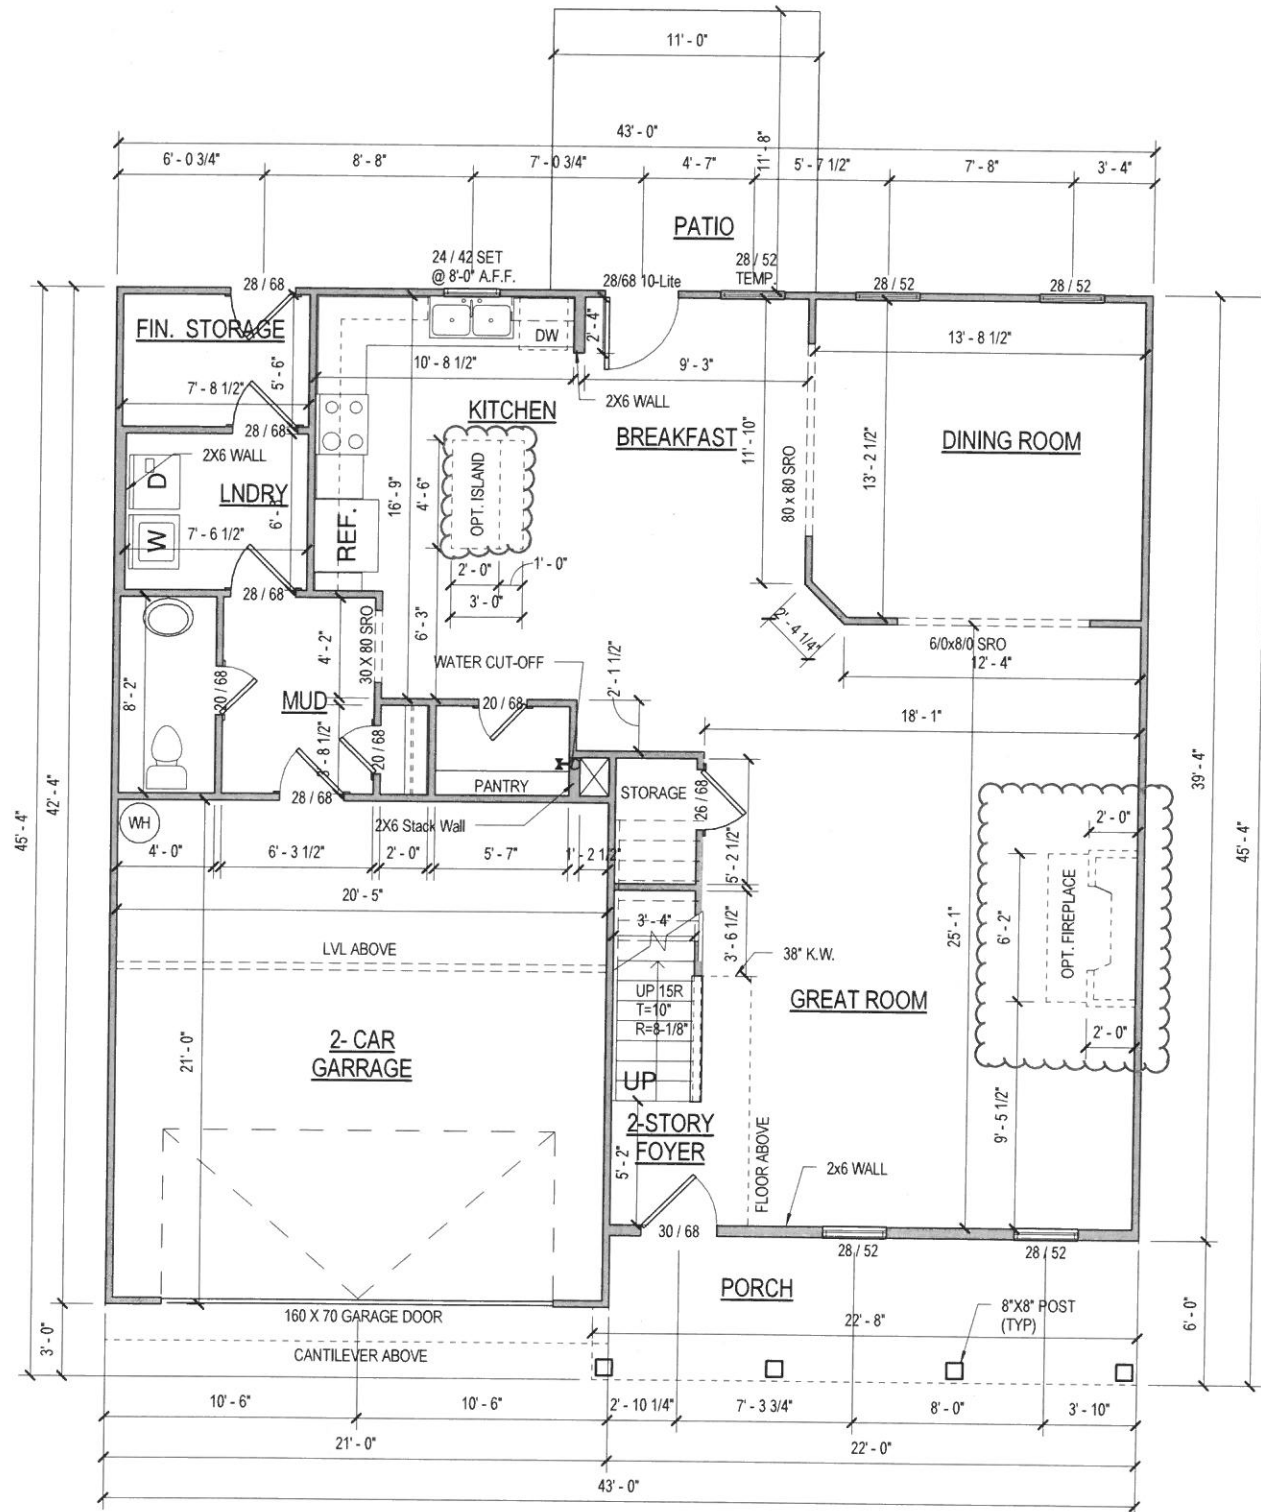 11' - 0"
43' - 0"
11' - 8"
6' - 0 3/4"
8' - 8"
7' - 0 3/4"
4' - 7"
5' - 7 1/2"
7' - 8"
3' - 4"
PATIO
24 / 42 SET
@ 8'-0" A.F.F.
28 / 68
28/68 10-Lite
28 / 52
TEMP.
28 / 52
28 / 52
FIN. STORAGE
DW
2' - 4"
13' - 8 1/2"
5' - 6"
10' - 8 1/2"
9' - 3"
7' - 8 1/2"
2X6 WALL
KITCHEN
BREAKFAST
DINING ROOM
28 / 68
2X6 WALL
D
LNDRY
7' - 6 1/2"
W
REF.
16' - 9"
4' - 6"
OPT. ISLAND
11' - 10"
80 x 80 SRO
13' - 2 1/2"
2' - 0"
1' - 0"
3' - 0"
28 / 68
4' - 2"
30 X 80 SRO
6' - 3"
2' - 4 1/4"
6/0x8/0 SRO
12' - 4"
WATER CUT-OFF
2' - 1 1/2"
8' - 2"
20 / 68
MUD
20 / 68
18' - 1"
20 / 68
PANTRY
STORAGE
26 / 68
28 / 68
WH
2X6 Stack Wall
4' - 0"
6' - 3 1/2"
2' - 0"
5' - 7"
1' - 2 1/2"
5' - 2 1/2"
20' - 5"
45' - 4"
42' - 4"
39' - 4"
45' - 4"
2' - 0"
OPT. FIREPLACE
6' - 2"
25' - 1"
3' - 4"
3' - 6 1/2"
LVL ABOVE
38" K.W.
UP 15R
T=10"
R=8-1/8"
GREAT ROOM
2' - 0"
2- CAR
GARRAGE
21' - 0"
UP
2-STORY
FOYER
5' - 2"
FLOOR ABOVE
9' - 5 1/2"
2x6 WALL
30 / 68
28 / 52
28 / 52
PORCH
160 X 70 GARAGE DOOR
8"X8" POST
(TYP)
22' - 8"
6' - 0"
3' - 0"
CANTILEVER ABOVE
10' - 6"
10' - 6"
2' - 10 1/4"
7' - 3 3/4"
8' - 0"
3' - 10"
21' - 0"
22' - 0"
43' - 0"